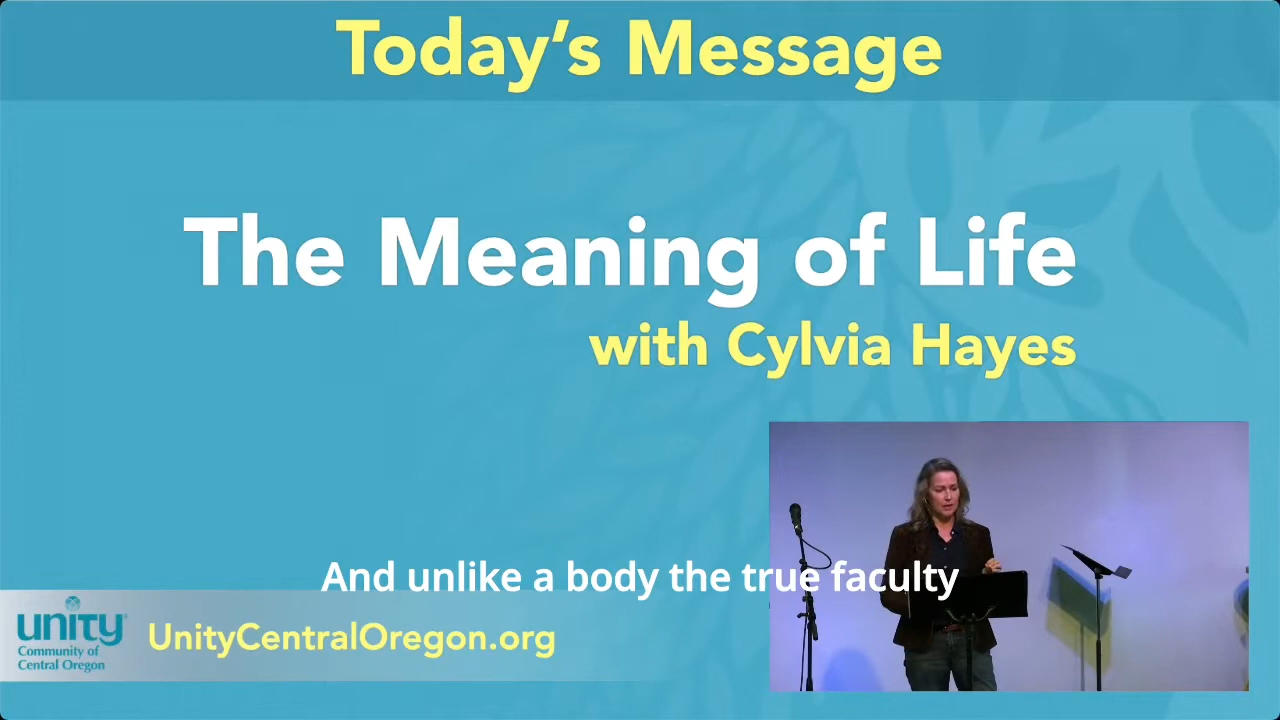 Today's Message
The Meaning of Life
with Cylvia Hayes
And unlike a body the true faculty
unity
Community of
Central Oregon
UnityCentralOregon.org